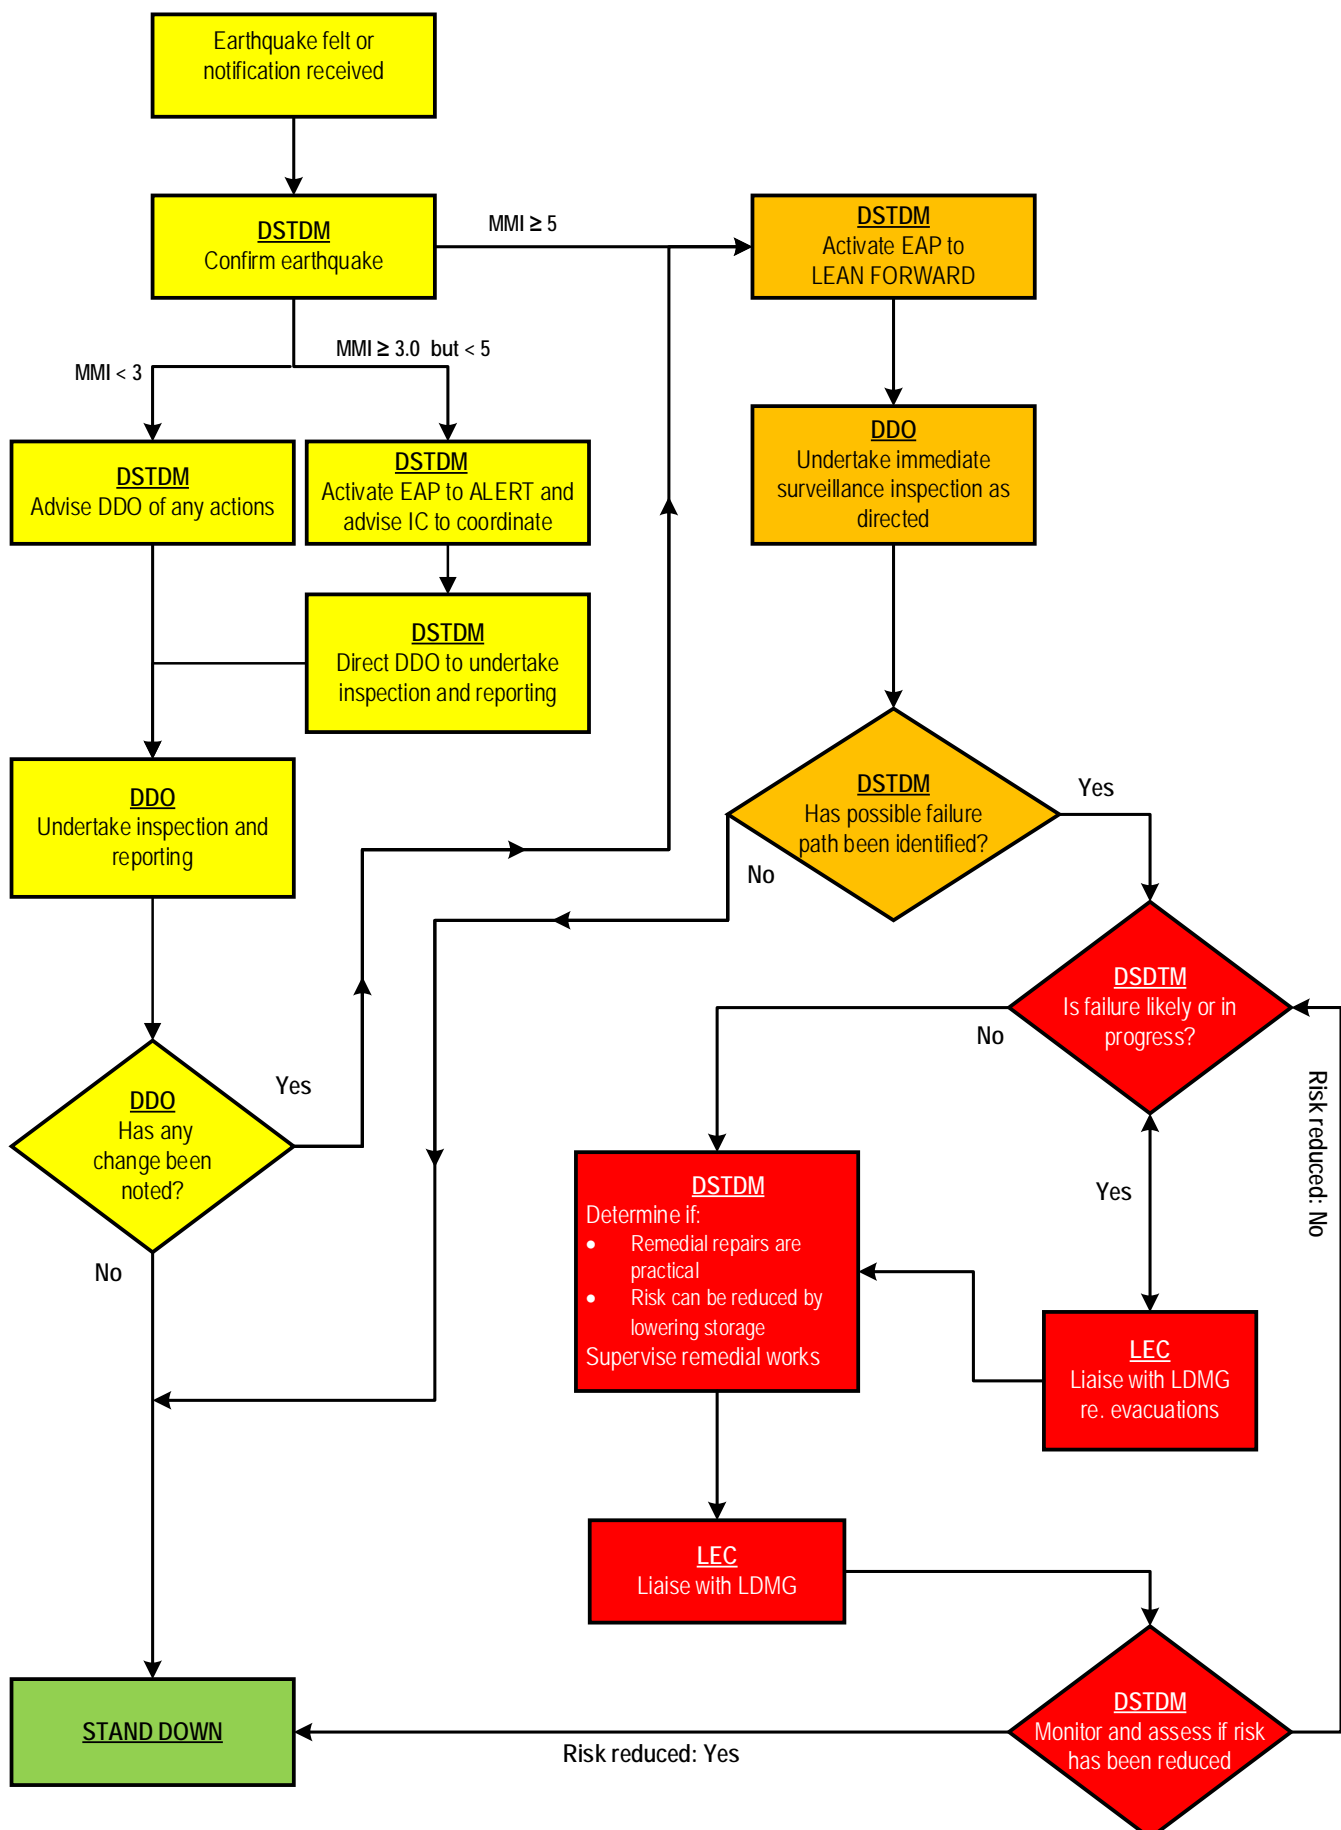 Earthquake felt or
notification received
DSTDM
Confirm earthquake
MMI ≥ 5
DSTDM
Activate EAP to
LEAN FORWARD
MMI < 3
MMI ≥ 3.0 but < 5
DSTDM
Advise DDO of any actions
DSTDM
Activate EAP to ALERT and
advise IC to coordinate
DDO
Undertake immediate
surveillance inspection as
directed
DSTDM
Direct DDO to undertake
inspection and reporting
DDO
Undertake inspection and
reporting
DSTDM
Has possible failure
path been identified?
Yes
No
DSDTM
Is failure likely or in
progress?
No
Yes
DDO
Has any
change been
noted?
Yes
No
Risk reduced: No
DSTDM
Determine if:
• Remedial repairs are
practical
• Risk can be reduced by
lowering storage
Supervise remedial works
LEC
Liaise with LDMG
re. evacuations
LEC
Liaise with LDMG
DSTDM
Monitor and assess if risk
has been reduced
Risk reduced: Yes
STAND DOWN